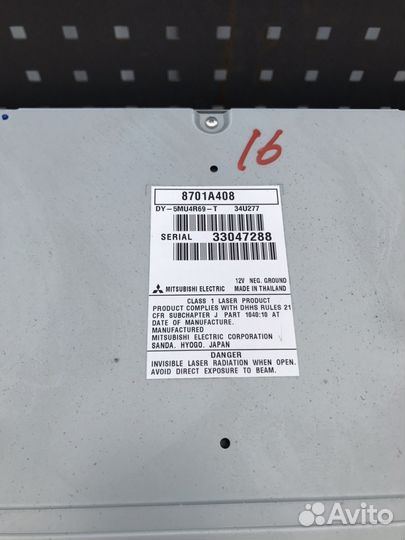 16
8701A408
DY-5MU4R69-T 34U277
SERIAL 33047288
12V NEG. GROUND
MITSUBISHI ELECTRIC MADE IN THAILAND
CLASS 1 LASER PRODUCT
PRODUCT COMPLIES WITH DHHS RULES 21
CFR SUBCHAPTER J PART 1040:10 AT
DATE OF MANUFACTURE.
MANUFACTURED
MITSUBISHI ELECTRIC CORPORATION
SANDA. HYOGO. JAPAN
DANGER
INVISIBLE LASER RADIATION WHEN OPEN.
AVOID DIRECT EXPOSURE TO BEAM.
Avito